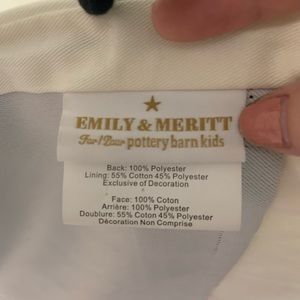 EMILY & MERITT
For / Pour pottery barn kids
Back: 100% Polyester
Lining: 55% Cotton 45% Polyester
Exclusive of Decoration
Face: 100% Coton
Arrière: 100% Polyester
Doublure: 55% Coton 45% Polyester
Décoration Non Comprise